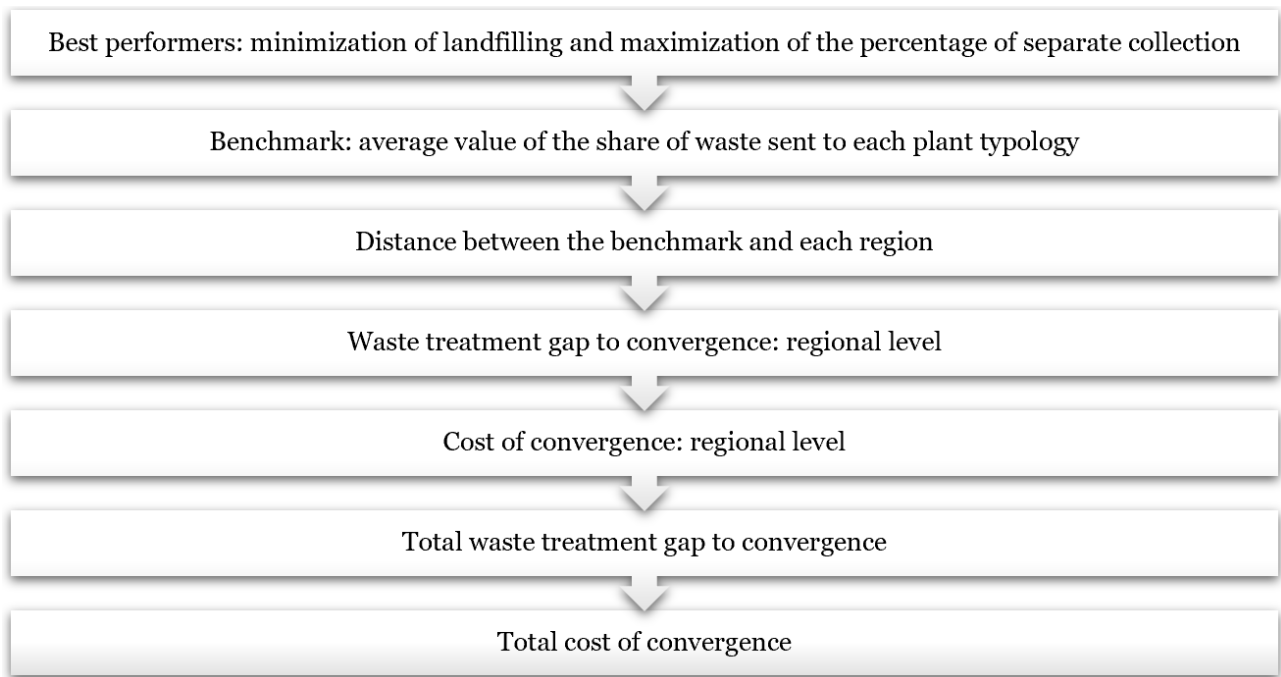 Best performers: minimization of landfilling and maximization of the percentage of separate collection
Benchmark: average value of the share of waste sent to each plant typology
Distance between the benchmark and each region
Waste treatment gap to convergence: regional level
Cost of convergence: regional level
Total waste treatment gap to convergence
Total cost of convergence